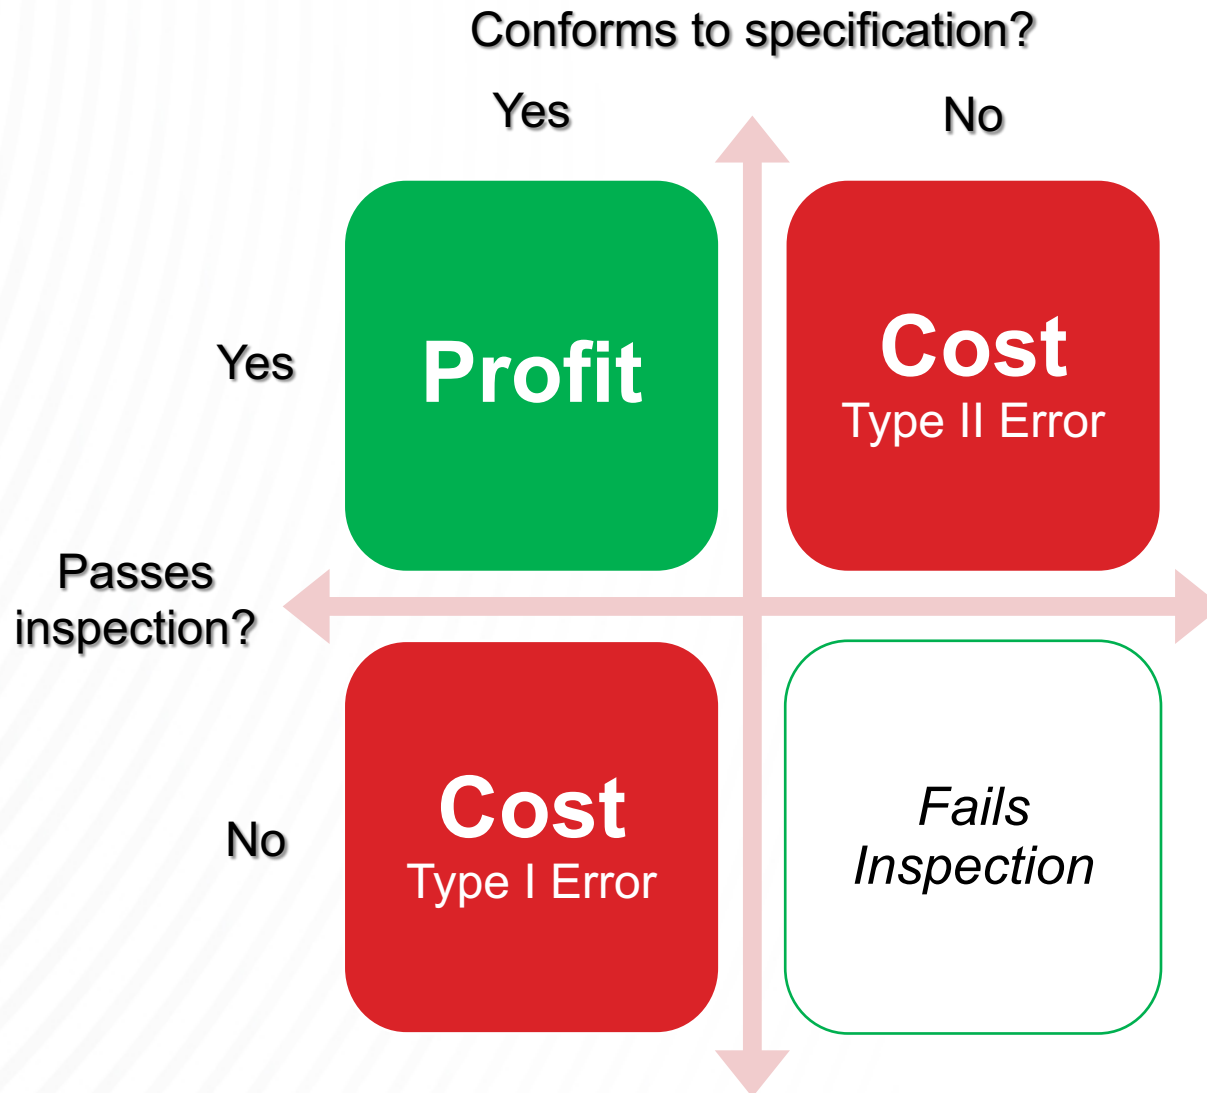 Conforms to specification?
Yes
No
Yes
Profit
Cost
Type II Error
Passes
inspection?
No
Cost
Type I Error
Fails
Inspection